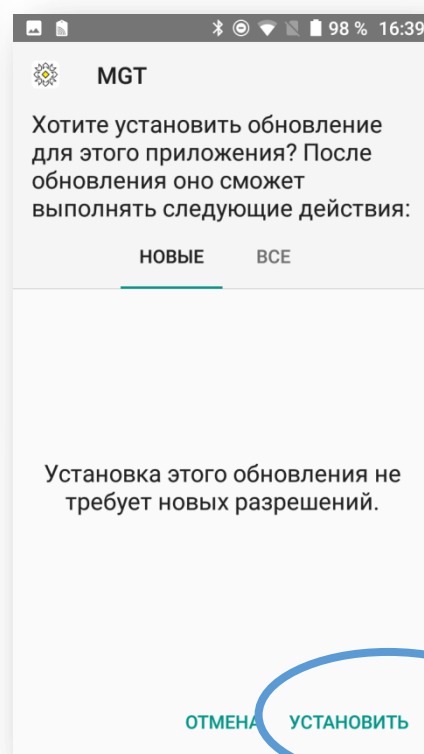 98 % 16:39
MGT
Хотите установить обновление
для этого приложения? После
обновления оно сможет
выполнять следующие действия:
НОВЫЕ ВСЕ
Установка этого обновления не
требует новых разрешений.
ОТМЕНА УСТАНОВИТЬ